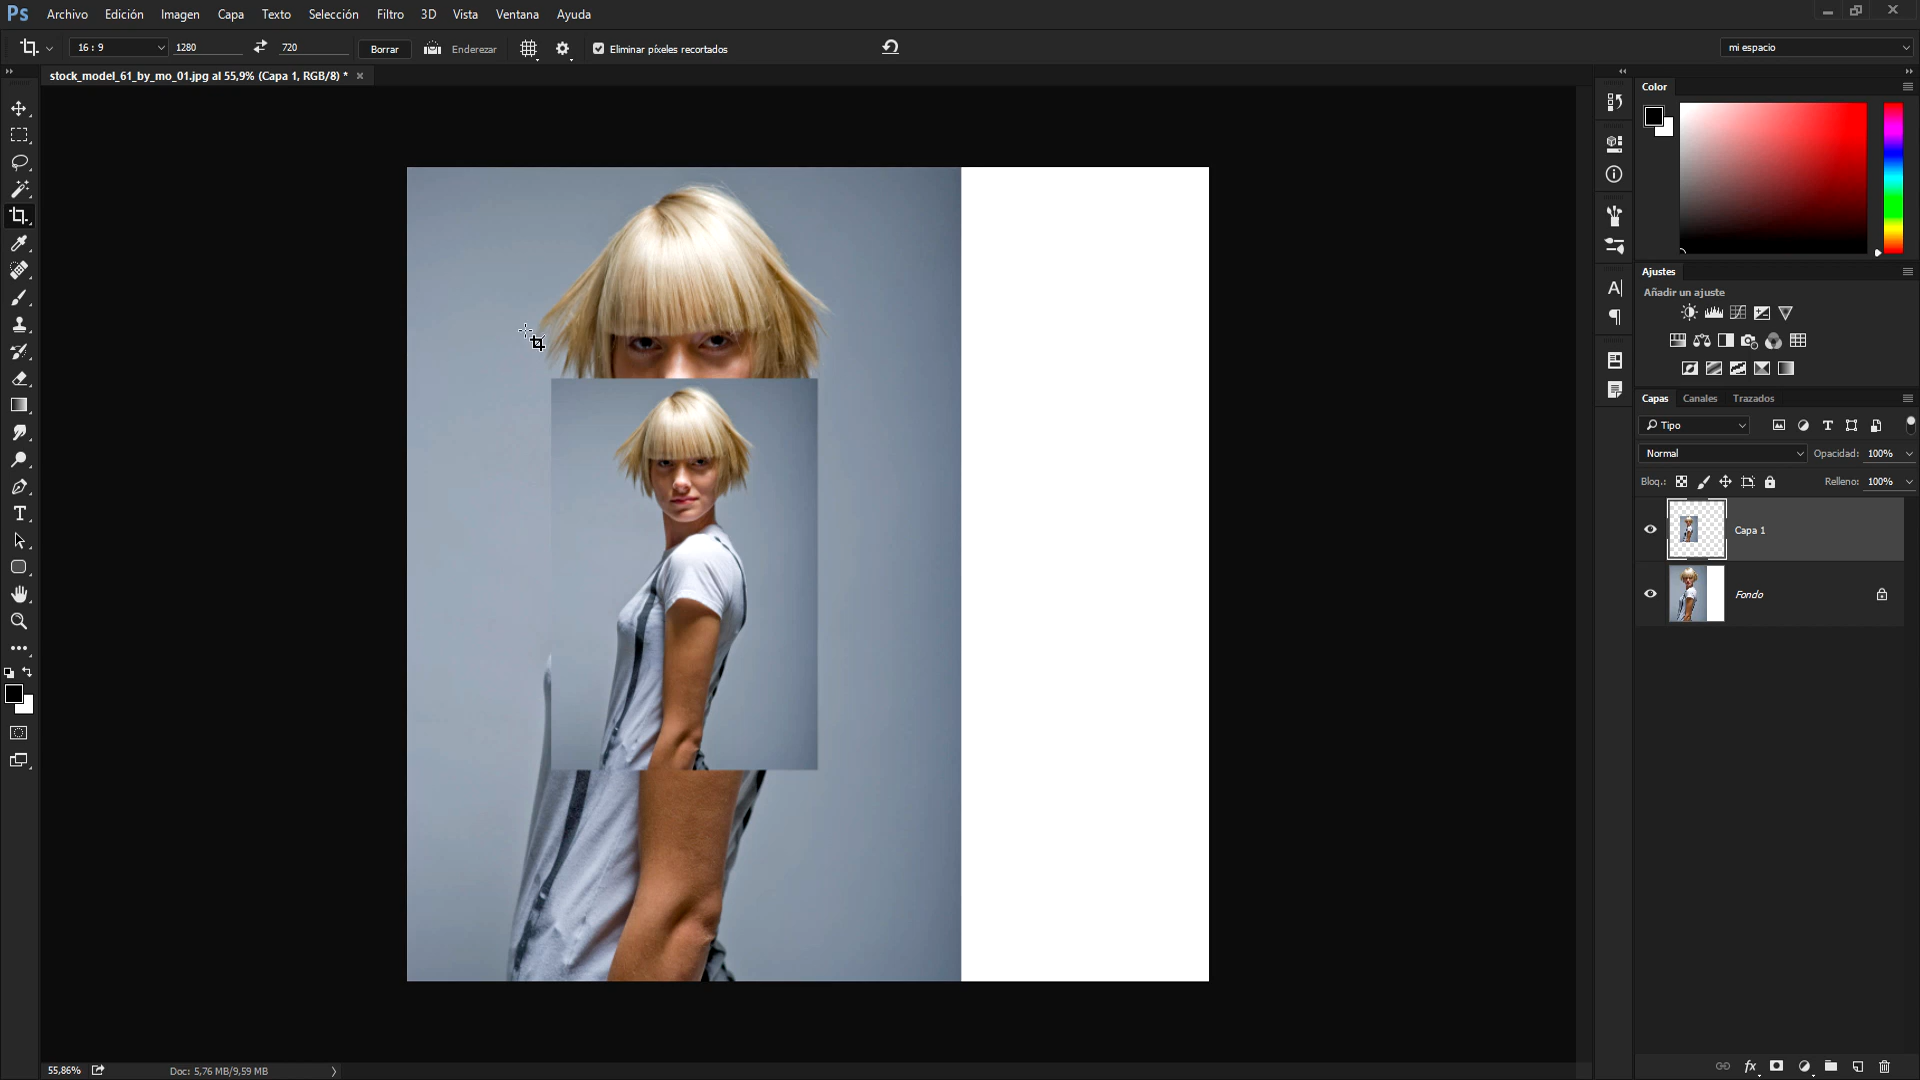 Ps Archivo Edición Imagen Capa Texto Selección Filtro 3D Vista Ventana Ayuda
16 : 9 1280 720 Borrar Enderezar Eliminar píxeles recortados mi espacio
stock_model_61_by_mo_01.jpg al 55,9% (Capa 1, RGB/8) * ×
Color
Ajustes
Añadir un ajuste
Capas Canales Trazados
Tipo
Normal Opacidad: 100%
Bloq.: Relleno: 100%
Capa 1
Fondo
55,86% Doc: 5,76 MB/9,59 MB